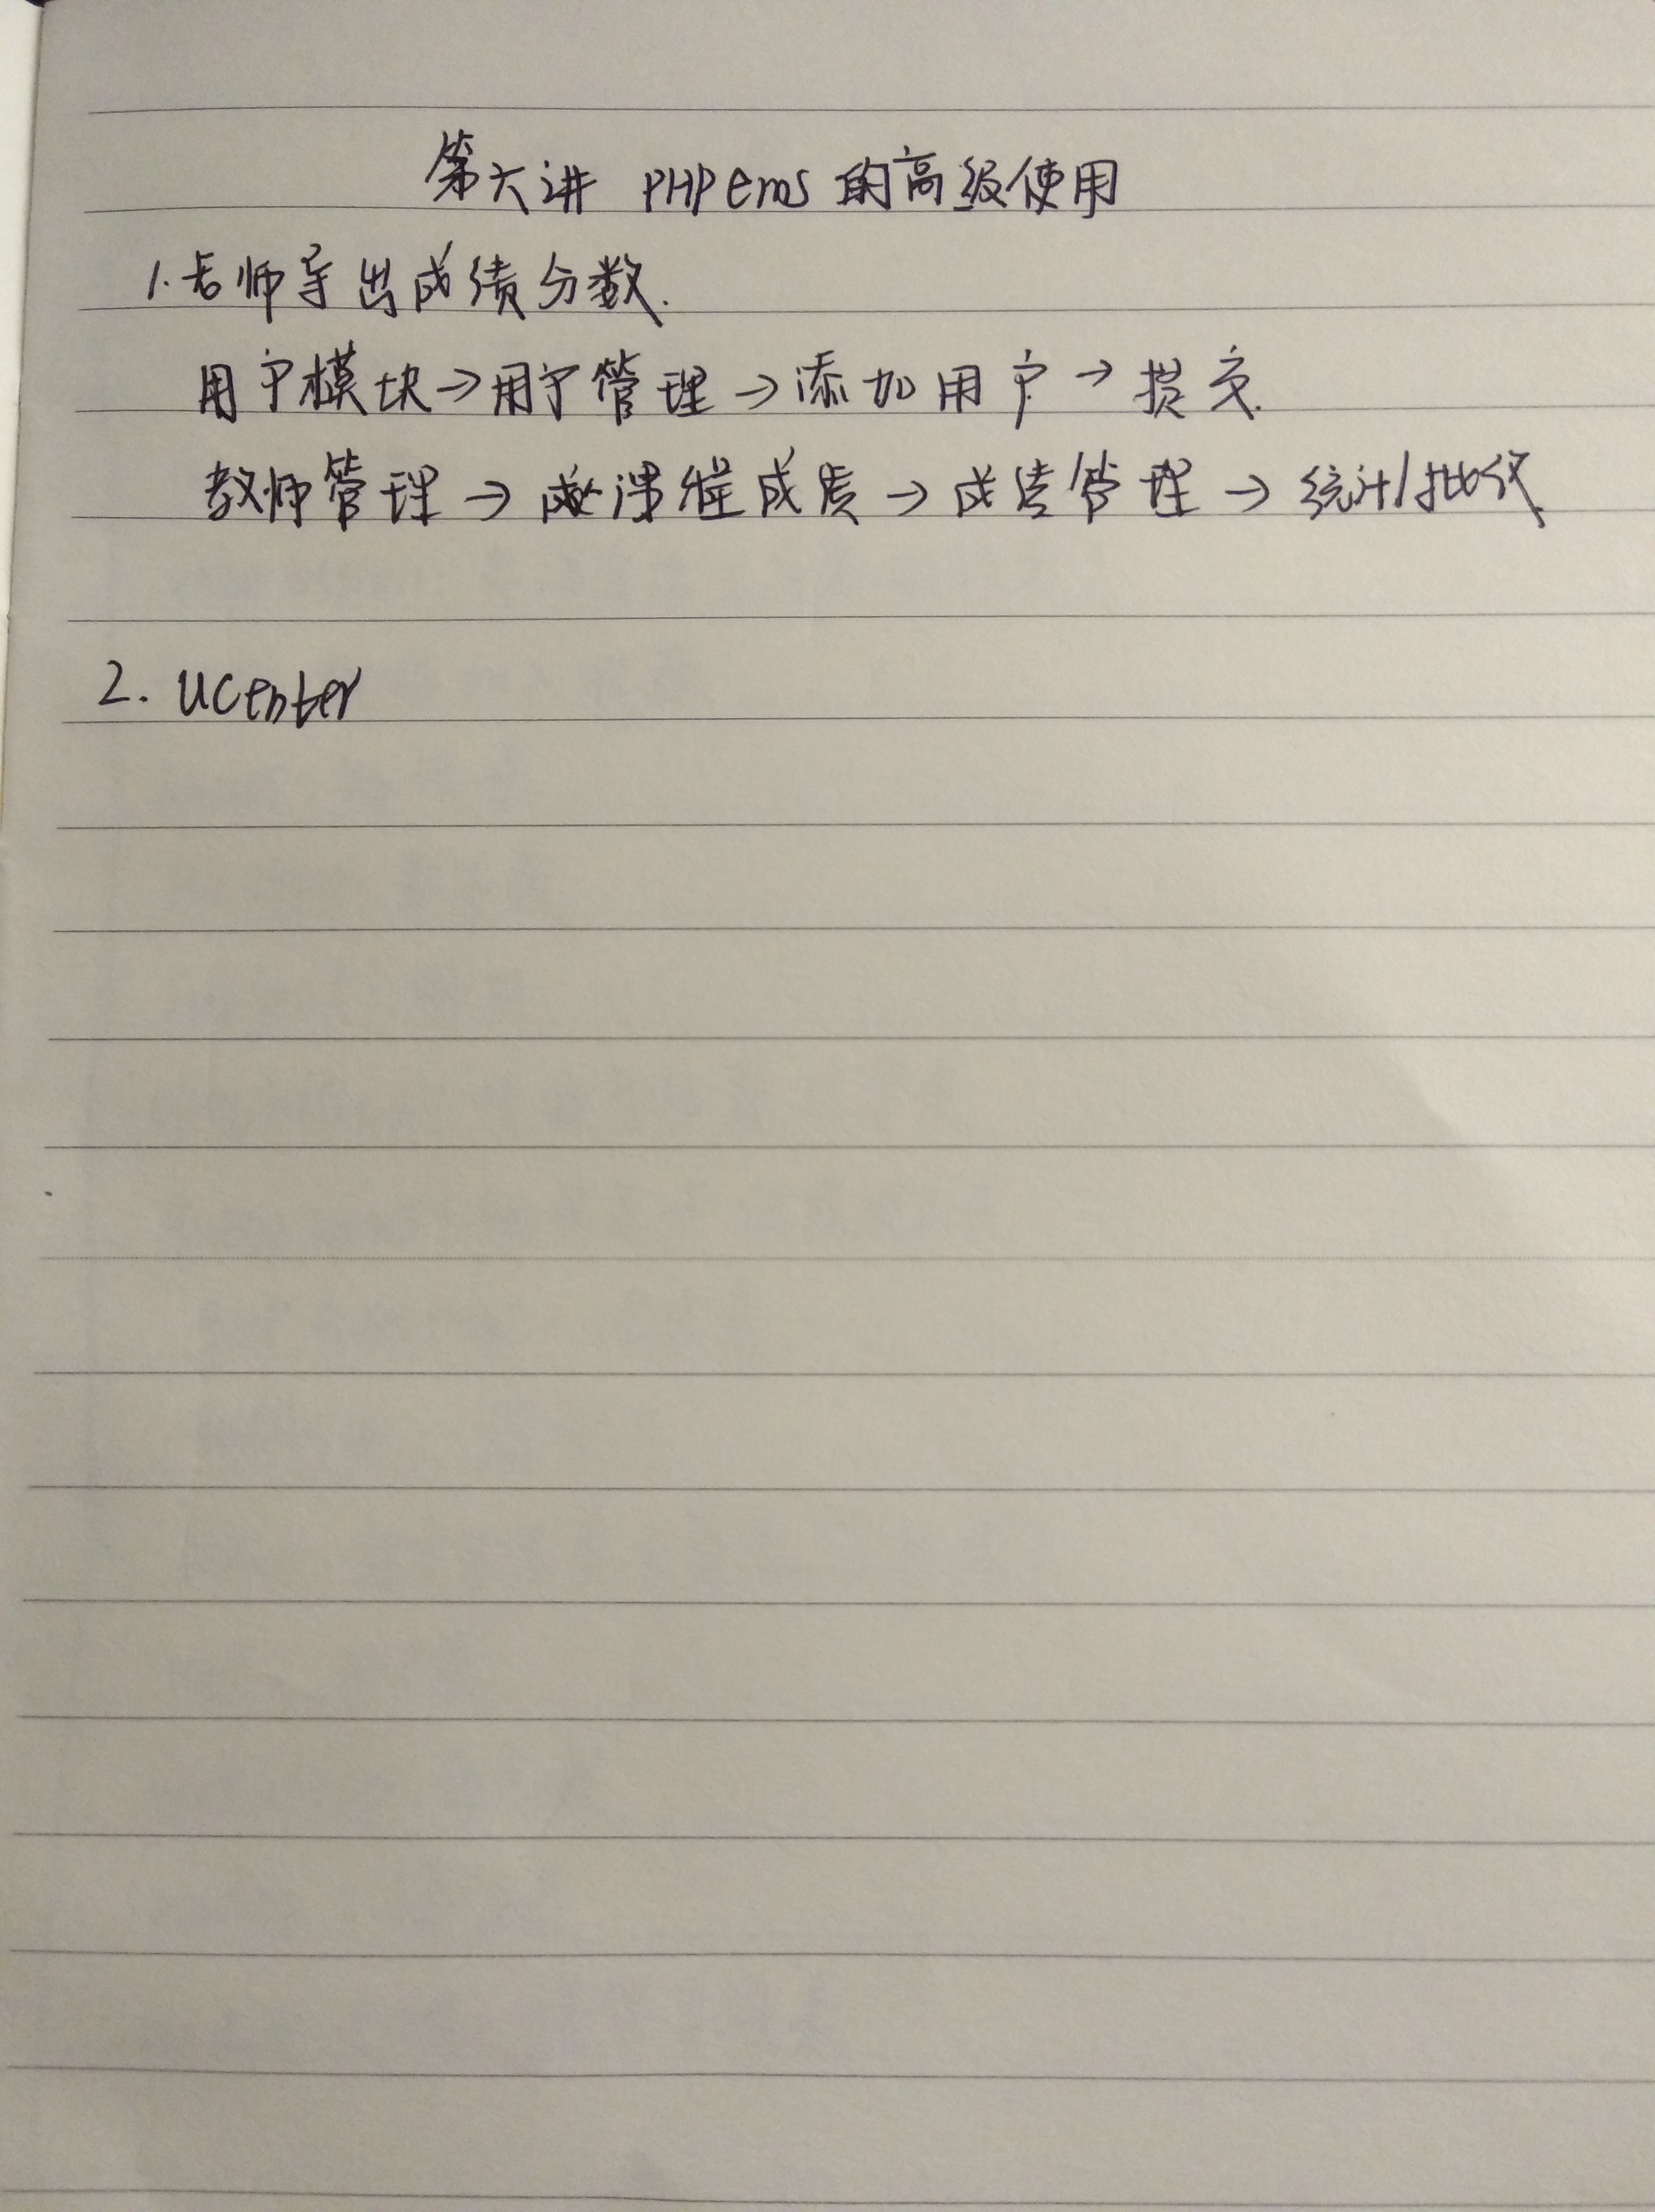 第六讲 PHPems 的高级使用
1. 老师导出成绩分数.
用户模块→用户管理→添加用户→提交.
教师管理→课程成绩→成绩管理→统计/批改
2. UCenter